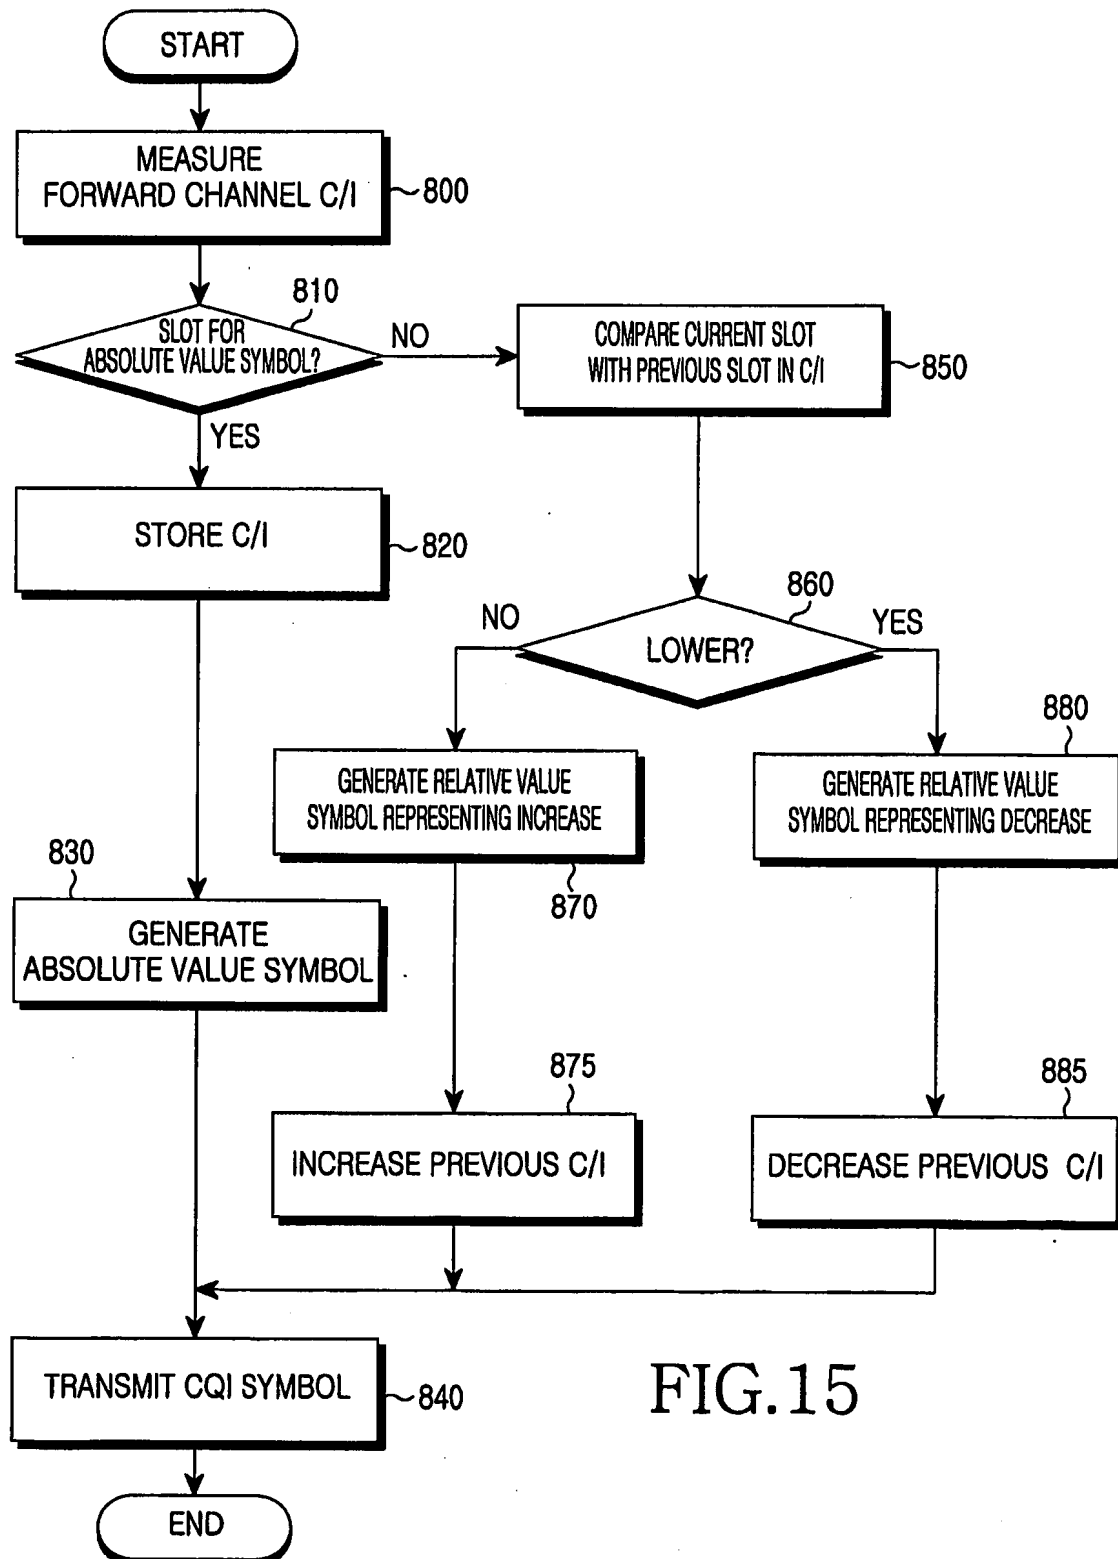 START
MEASURE
FORWARD CHANNEL C/I
800
810
SLOT FOR
ABSOLUTE VALUE SYMBOL?
NO
YES
COMPARE CURRENT SLOT
WITH PREVIOUS SLOT IN C/I
850
STORE C/I
820
860
NO
LOWER?
YES
880
GENERATE RELATIVE VALUE
SYMBOL REPRESENTING INCREASE
870
GENERATE RELATIVE VALUE
SYMBOL REPRESENTING DECREASE
830
GENERATE
ABSOLUTE VALUE SYMBOL
875
INCREASE PREVIOUS C/I
885
DECREASE PREVIOUS C/I
TRANSMIT CQI SYMBOL
840
FIG.15
END